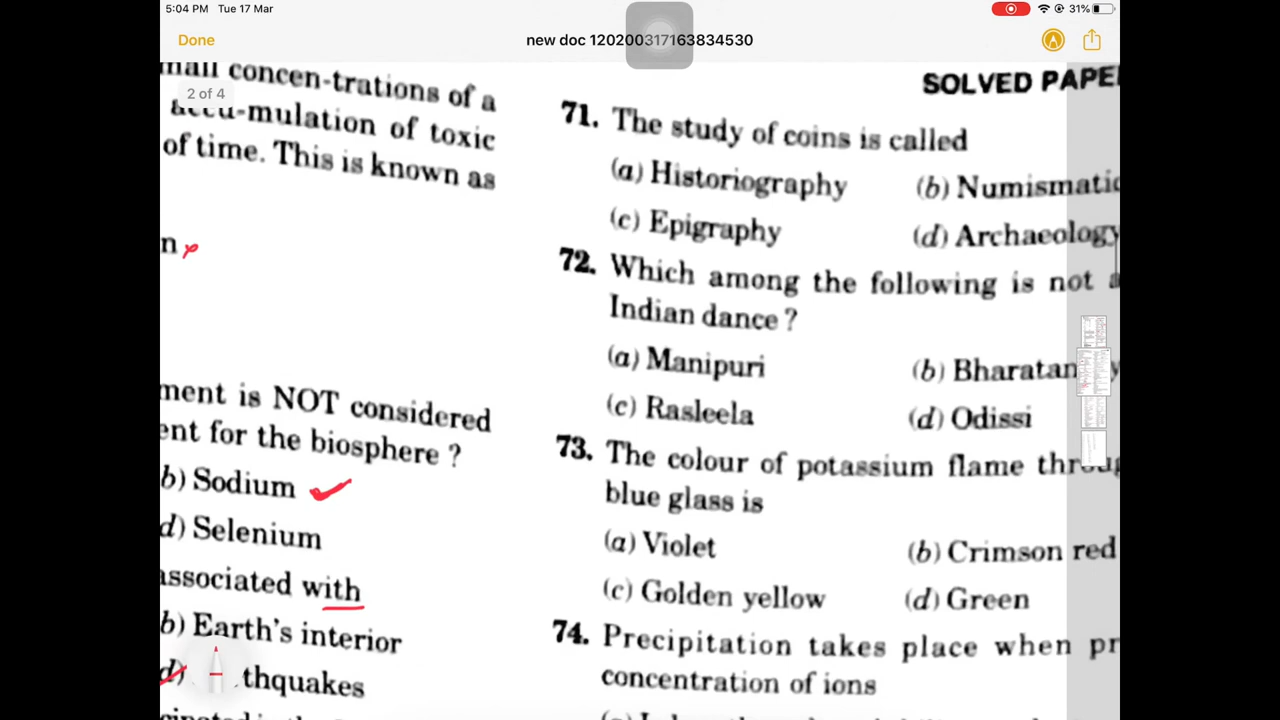 5:04 PM Tue 17 Mar
31%
Done
new doc 120200317163834530
2 of 4
concen-trations of a
accu-mulation of toxic
of time. This is known as
n
ment is NOT considered
ent for the biosphere ?
b) Sodium
d) Selenium
associated with
b) Earth's interior
d) thquakes
SOLVED PAPE
71. The study of coins is called
(a) Historiography (b) Numismatic
(c) Epigraphy (d) Archaeology
72. Which among the following is not a
Indian dance ?
(a) Manipuri (b) Bharatan y
(c) Rasleela (d) Odissi
73. The colour of potassium flame throug
blue glass is
(a) Violet (b) Crimson red
(c) Golden yellow (d) Green
74. Precipitation takes place when pr
concentration of ions